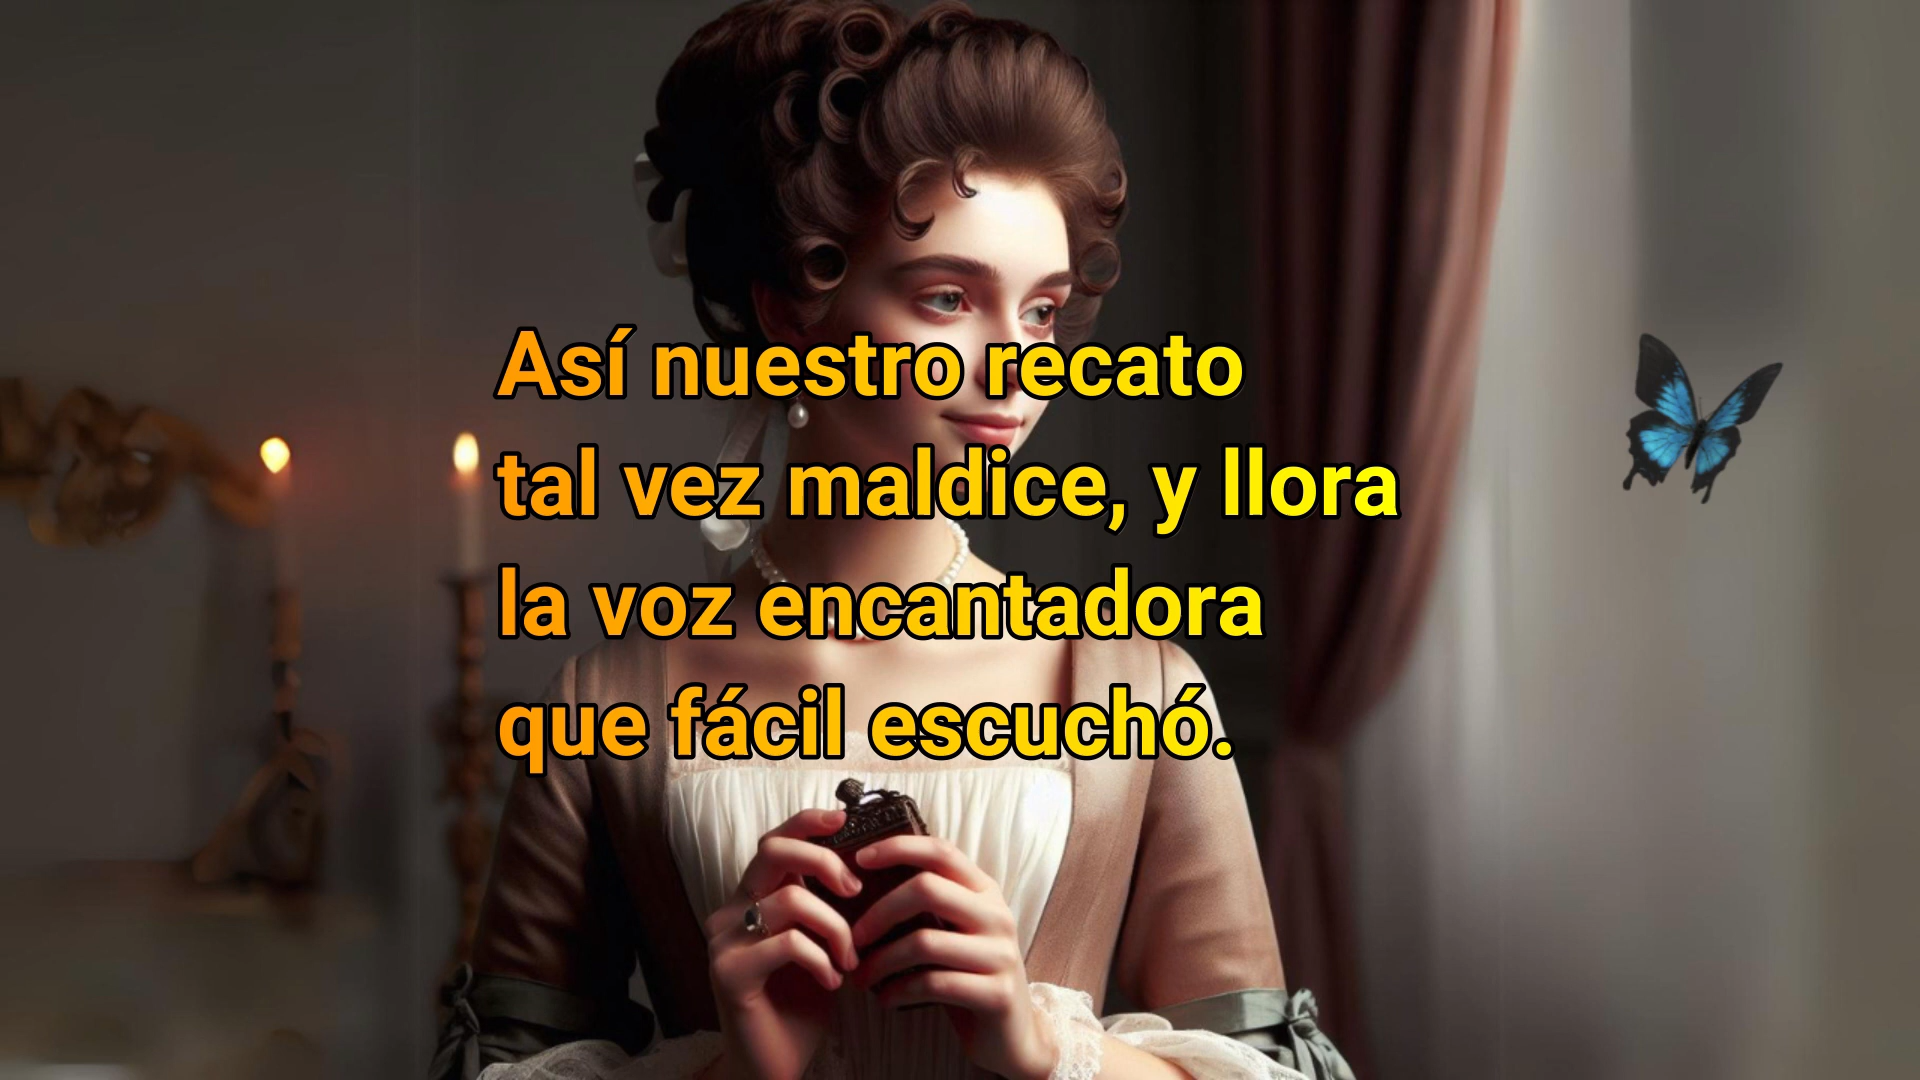 Así nuestro recato
tal vez maldice, y llora
la voz encantadora
que fácil escuchó.